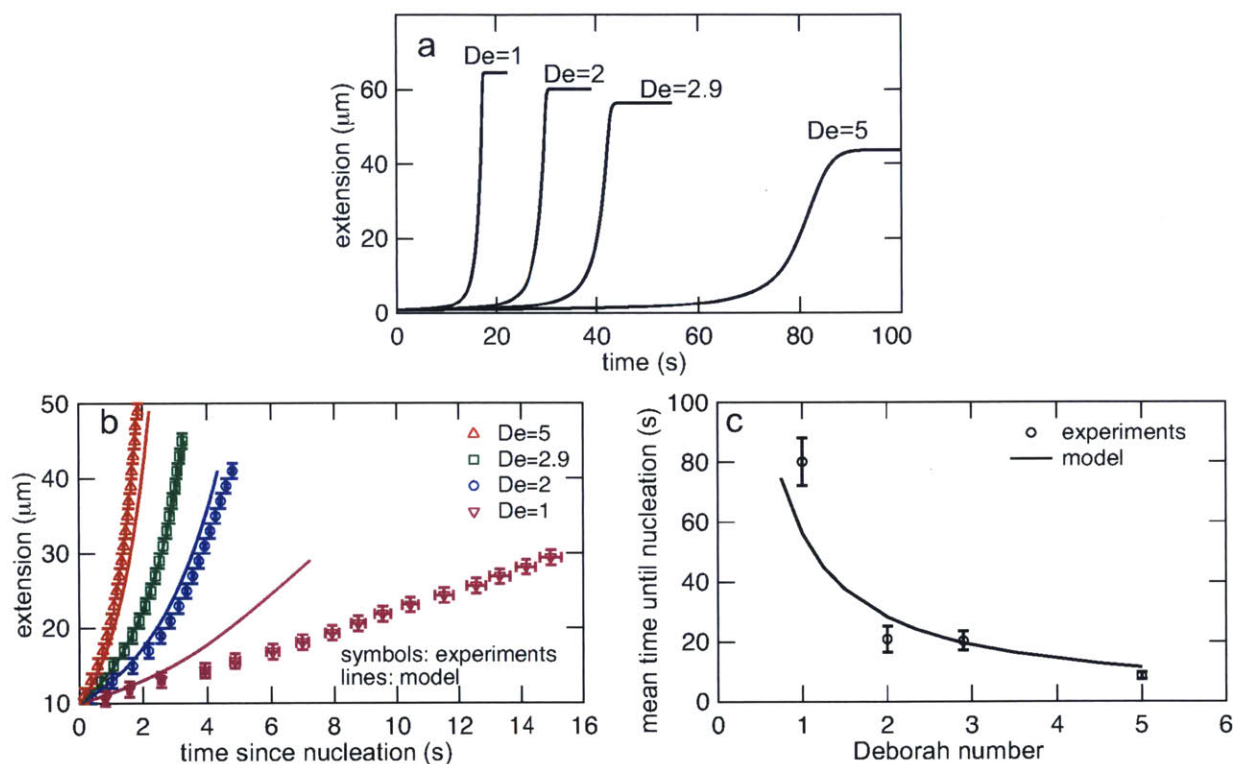 a
De=1
De=2
De=2.9
De=5
60
40
20
0
extension (μm)
0 20 40 60 80 100
time (s)
b
50
40
30
20
10
extension (μm)
De=5
De=2.9
De=2
De=1
symbols: experiments
lines: model
0 2 4 6 8 10 12 14 16
time since nucleation (s)
c
100
80
60
40
20
0
mean time until nucleation (s)
experiments
model
0 1 2 3 4 5 6
Deborah number